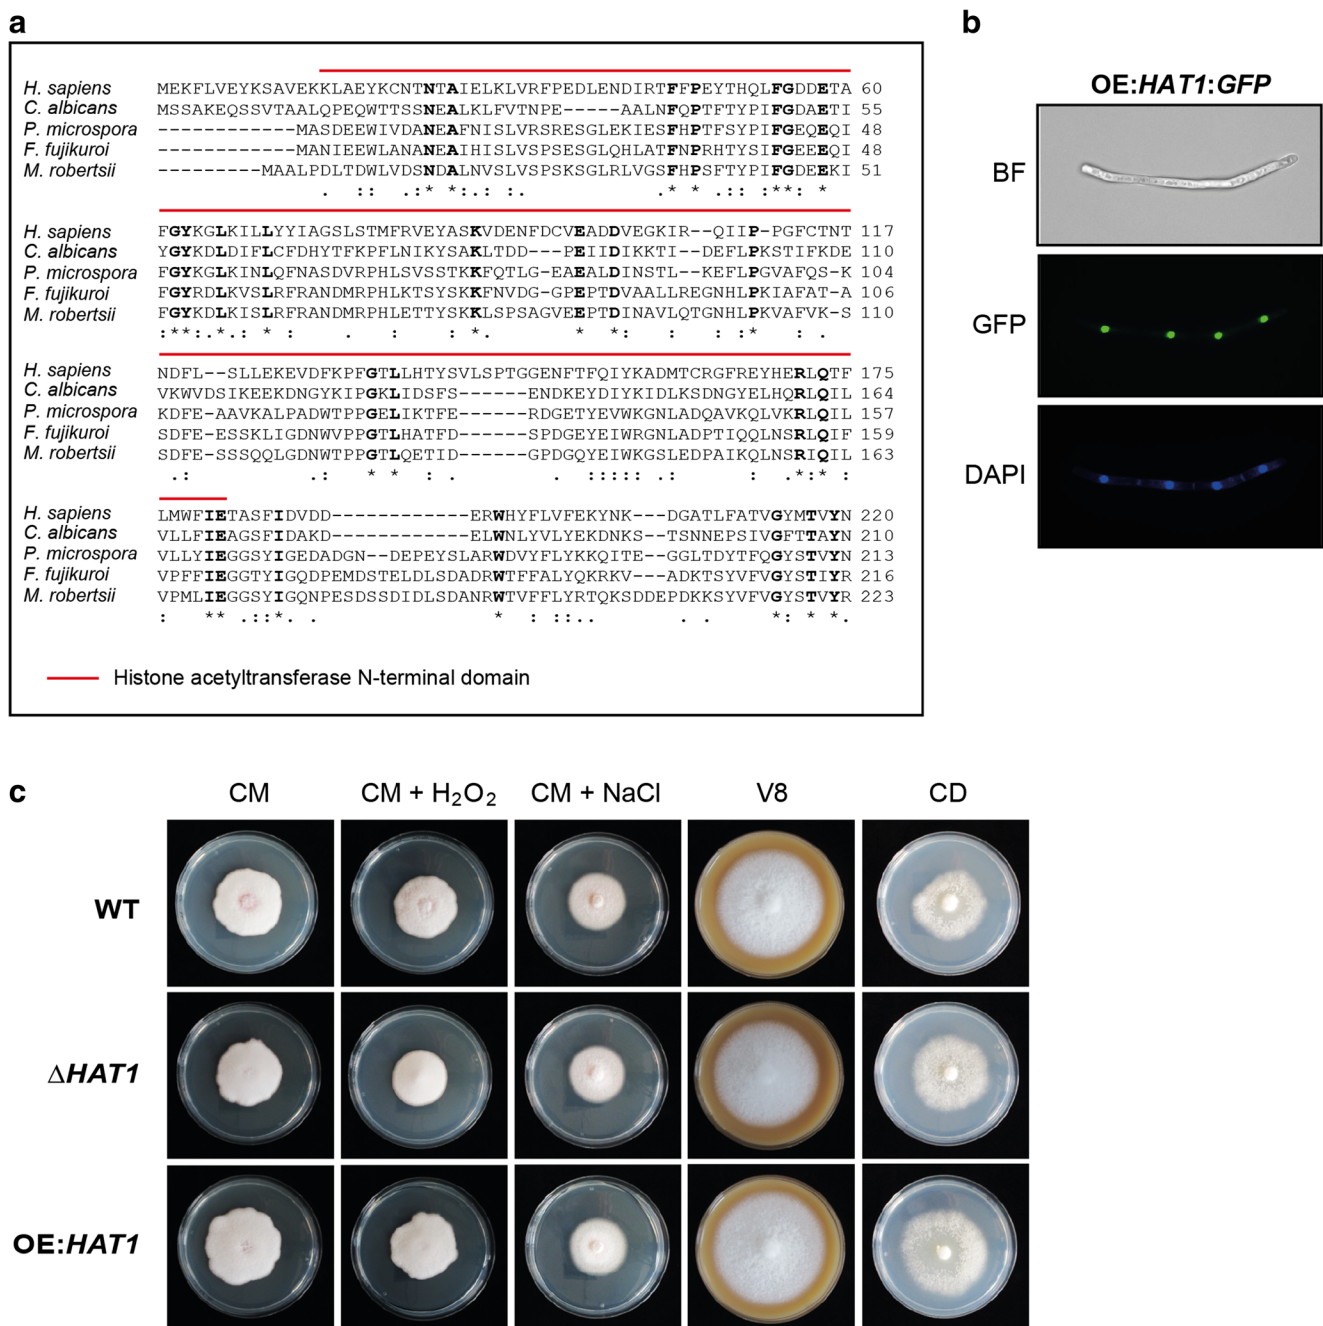 a
H. sapiens MEKFLVEYKSAVEKKLAEYKCNTNTAIELKLVRFPEDLENDIRTFFPEYTHQLFGDDETA 60
C. albicans MSSAKEQSSVTAALQPEQWTTSSNEALKLFVTNPE-----AALNFQPTFTYPIFGDAETI 55
P. microspora ------------MASDEEWIVDANEAFNISLVRSRESGLEKIESFHPTFSYPIFGEQEQI 48
F. fujikuroi ------------MANIEEWLANANEAIHISLVSPSESGLQHLATFNPRHTYSIFGEEEQI 48
M. robertsii ---------MAALPDLTDWLVDSNDALNVSLVSPSKSGLRLVGSFHPSFTYPIFGDEEKI 51
. :: :* *:. : * * : :** *
H. sapiens FGYKGLKILLYYIAGSLSTMFRVEYASKVDENFDCVEADDVEGKIR--QIIP-PGFCTNT 117
C. albicans YGYKDLDIFLCFDHYTFKPFLNIKYSAKLTDD---PEIIDIKKTI--DEFLPKSTIFKDE 110
P. microspora FGYKGLKINLQFNASDVRPHLSVSSTKKFQTLG-EAEALDINSTL--KEFLPGVAFQS-K 104
F. fujikuroi FGYRDLKVSLRFRANDMRPHLKTSYSKKFNVDG-GPEPTDVAALLREGNHLPKIAFAT-A 106
M. robertsii FGYKDLKISLRFRANDMRPHLETTYSKKLSPSAGVEEPTDINAVLQTGNHLPKVAFVK-S 110
:**:.*.: * : . : : * : *:. : * : .
H. sapiens NDFL--SLLEKEVDFKPFGTLLHTYSVLSPTGGENFTFQIYKADMTCRGFREYHERLQTF 175
C. albicans VKWVDSIKEEKDNGYKIPGKLIDSFS------ENDKEYDIYKIDLKSDNGYELHQRLQIL 164
P. microspora KDFE-AAVKALPADWTPPGELIKTFE------RDGETYEVWKGNLADQAVKQLVKRLQIL 157
F. fujikuroi SDFE-ESSKLIGDNWVPPGTLHATFD------SPDGEYEIWRGNLADPTIQQLNSRLQIF 159
M. robertsii SDFE-SSSQQLGDNWTPPGTLQETID------GPDGQYEIWKGSLEDPAIKQLNSRIQIL 163
.: .: * * .: ::::: : : *:* :
H. sapiens LMWFIETASFIDVDD------------ERWHYFLVFEKYNK---DGATLFATVGYMTVYN 220
C. albicans VLLFIEAGSFIDAKD------------ELWNLYVLYEKDNKS--TSNNEPSIVGFTTAYN 210
P. microspora VLLYIEGGSYIGEDADGN--DEPEYSLARWDVYFLYKKQITE--GGLTDYTFQGYSTVYN 213
F. fujikuroi VPFFIEGGTYIGQDPEMDSTELDLSDADRWTFFALYQKRKV---ADKTSYVFVGYSTIYR 216
M. robertsii VPMLIEGGSYIGQNPESDSSDIDLSDANRWTVFFLYRTQKSDDEPDKKSYVFVGYSTVYR 223
: ** .::*. . * : ::.. . . *: * *.
Histone acetyltransferase N-terminal domain
b
OE:HAT1:GFP
BF
GFP
DAPI
c
CM CM + H₂O₂ CM + NaCl V8 CD
WT
ΔHAT1
OE:HAT1